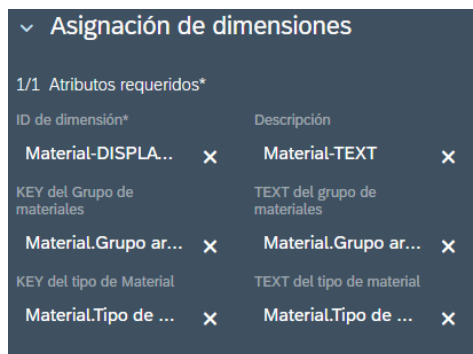 Asignación de dimensiones
1/1 Atributos requeridos*
ID de dimensión* Descripción
Material-DISPLA... Material-TEXT
KEY del Grupo de materiales TEXT del grupo de materiales
Material.Grupo ar... Material.Grupo ar...
KEY del tipo de Material TEXT del tipo de material
Material.Tipo de ... Material.Tipo de ...